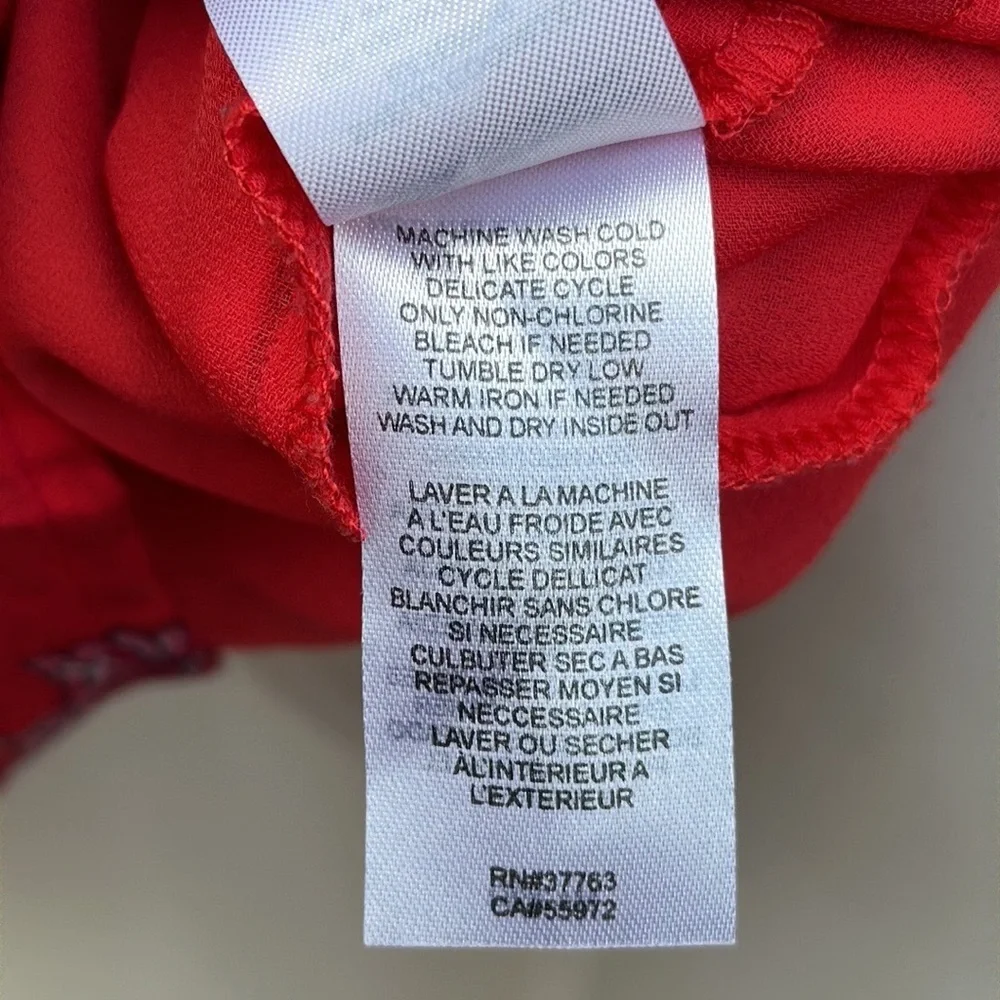 MACHINE WASH COLD
WITH LIKE COLORS
DELICATE CYCLE
ONLY NON-CHLORINE
BLEACH IF NEEDED
TUMBLE DRY LOW
WARM IRON IF NEEDED
WASH AND DRY INSIDE OUT
LAVER A LA MACHINE
A L'EAU FROIDE AVEC
COULEURS SIMILAIRES
CYCLE DELLICAT
BLANCHIR SANS CHLORE
SI NECESSAIRE
CULBUTER SEC A BAS
REPASSER MOYEN SI
NECCESSAIRE
LAVER OU SECHER
ÀL'INTERIEUR A
L'EXTERIEUR
RN#37763
CA#55972